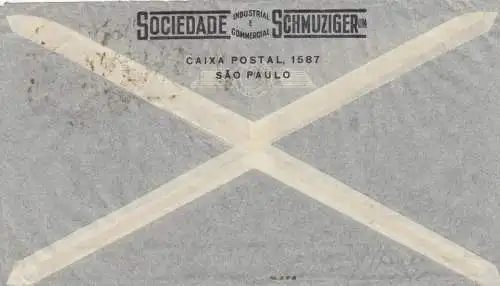 SOCIEDADE INDUSTRIAL E COMMERCIAL SCHMUZIGER LTDA
CAIXA POSTAL, 1587
SÃO PAULO